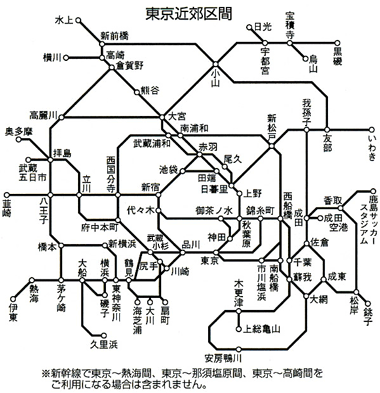 東京近郊区間
水上
新前橋
横川
高崎
倉賀野
熊谷
日光
宝積寺
宇都宮
烏山
黒磯
小山
高麗川
大宮
南浦和
武蔵浦和
新松戸
我孫子
友部
いわき
奥多摩
武蔵五日市
拝島
立川
西国分寺
赤羽
尾久
池袋
田端
日暮里
上野
韮崎
八王子
新宿
代々木
御茶ノ水
秋葉原
錦糸町
西船橋
成田
香取
成田空港
鹿島サッカースタジアム
府中本町
武蔵小杉
品川
神田
東京
佐倉
橋本
新横浜
尻手
川崎
市川塩浜
南船橋
千葉
蘇我
成東
大網
松岸
銚子
熱海
伊東
茅ケ崎
大船
横浜
磯子
東神奈川
鶴見
海芝浦
大川
扇町
久里浜
木更津
上総亀山
安房鴨川
※新幹線で東京～熱海間、東京～那須塩原間、東京～高崎間を
ご利用になる場合は含まれません。